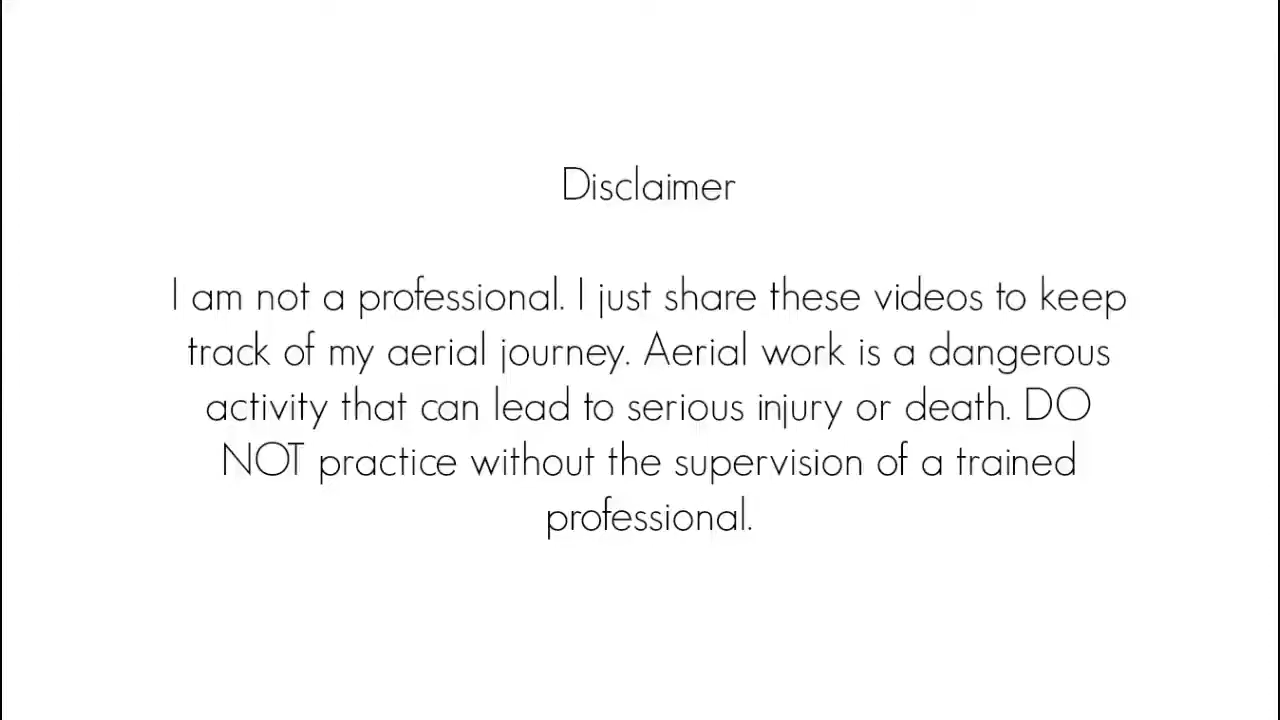 Disclaimer
I am not a professional. I just share these videos to keep
track of my aerial journey. Aerial work is a dangerous
activity that can lead to serious injury or death. DO
NOT practice without the supervision of a trained
professional.